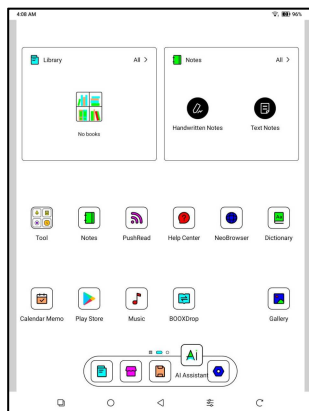 4:08 AM 96%
Library All >
Notes All >
No books
Handwritten Notes Text Notes
Tool Notes PushRead Help Center NeoBrowser Dictionary
Calendar Memo Play Store Music BOOXDrop Gallery
Ai
AI Assistant